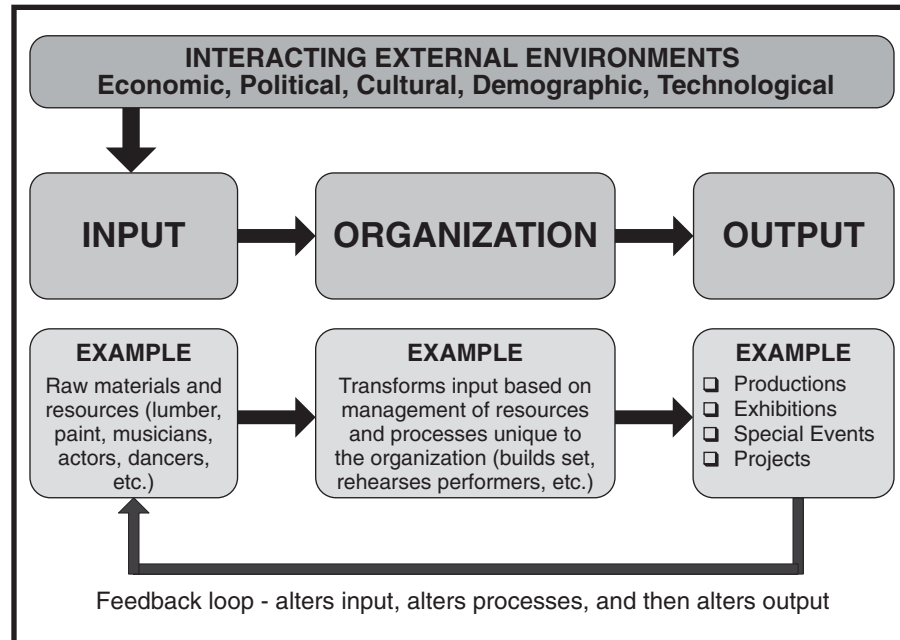 INTERACTING EXTERNAL ENVIRONMENTS
Economic, Political, Cultural, Demographic, Technological
INPUT
ORGANIZATION
OUTPUT
EXAMPLE
Raw materials and
resources (lumber,
paint, musicians,
actors, dancers,
etc.)
EXAMPLE
Transforms input based on
management of resources
and processes unique to
the organization (builds set,
rehearses performers, etc.)
EXAMPLE
❑ Productions
❑ Exhibitions
❑ Special Events
❑ Projects
Feedback loop - alters input, alters processes, and then alters output